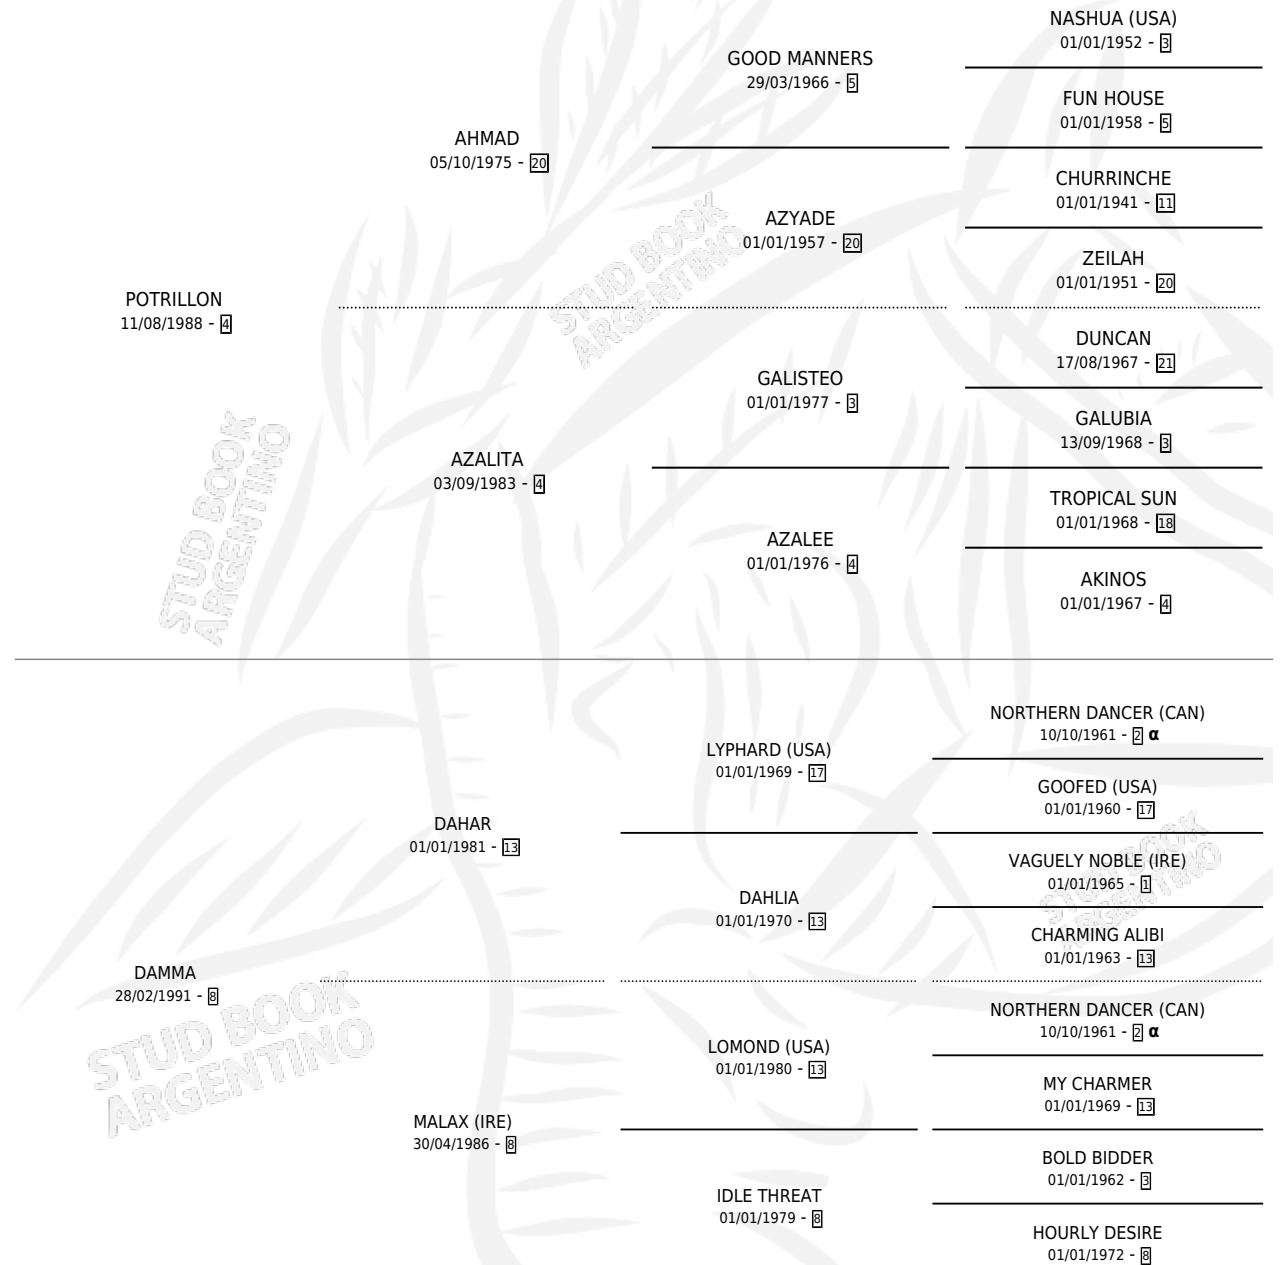 NASHUA (USA)
01/01/1952 - 3
GOOD MANNERS
29/03/1966 - 5
FUN HOUSE
01/01/1958 - 5
AHMAD
05/10/1975 - 20
CHURRINCHE
01/01/1941 - 11
AZYADE
01/01/1957 - 20
ZEILAH
01/01/1951 - 20
POTRILLON
11/08/1988 - 4
DUNCAN
17/08/1967 - 21
GALISTEO
01/01/1977 - 3
GALUBIA
13/09/1968 - 3
AZALITA
03/09/1983 - 4
TROPICAL SUN
01/01/1968 - 18
AZALEE
01/01/1976 - 4
AKINOS
01/01/1967 - 4
STUD BOOK
ARGENTINO
STUD BOOK
ARGENTINO
NORTHERN DANCER (CAN)
10/10/1961 - 2 α
LYPHARD (USA)
01/01/1969 - 17
GOOFED (USA)
01/01/1960 - 17
DAHAR
01/01/1981 - 13
VAGUELY NOBLE (IRE)
01/01/1965 - 1
DAHLIA
01/01/1970 - 13
CHARMING ALIBI
01/01/1963 - 13
DAMMA
28/02/1991 - 8
NORTHERN DANCER (CAN)
10/10/1961 - 2 α
LOMOND (USA)
01/01/1980 - 13
MY CHARMER
01/01/1969 - 13
MALAX (IRE)
30/04/1986 - 8
BOLD BIDDER
01/01/1962 - 3
IDLE THREAT
01/01/1979 - 8
HOURLY DESIRE
01/01/1972 - 8
STUD BOOK
ARGENTINO
STUD BOOK
ARGENTINO